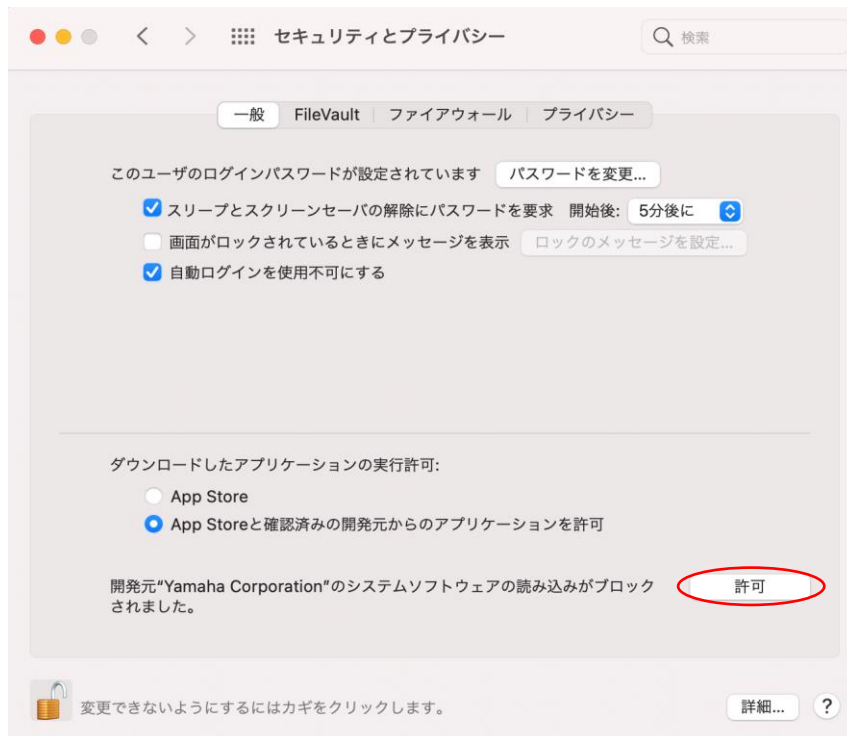 セキュリティとプライバシー
検索
一般 FileVault ファイアウォール プライバシー
このユーザのログインパスワードが設定されています パスワードを変更...
スリープとスクリーンセーバの解除にパスワードを要求 開始後: 5分後に
画面がロックされているときにメッセージを表示 ロックのメッセージを設定...
自動ログインを使用不可にする
ダウンロードしたアプリケーションの実行許可:
App Store
App Storeと確認済みの開発元からのアプリケーションを許可
開発元“Yamaha Corporation”のシステムソフトウェアの読み込みがブロック 許可
されました。
変更できないようにするにはカギをクリックします。 詳細... ?